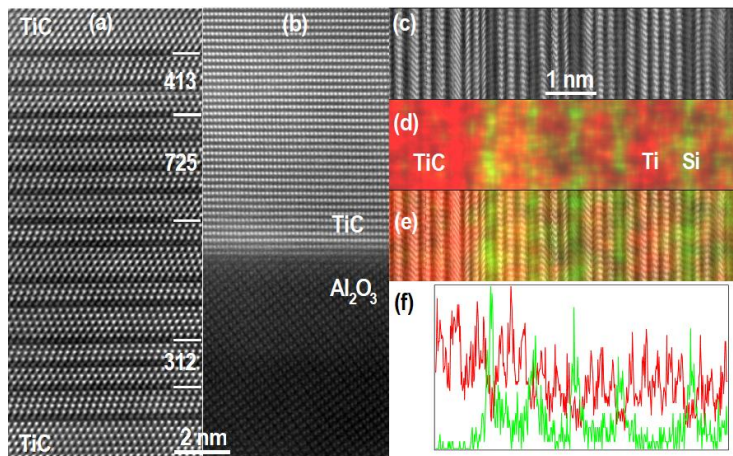 TiC
(a)
413
725
312
TiC
2 nm
(b)
TiC
Al₂O₃
(c)
1 nm
(d)
TiC
Ti
Si
(e)
(f)